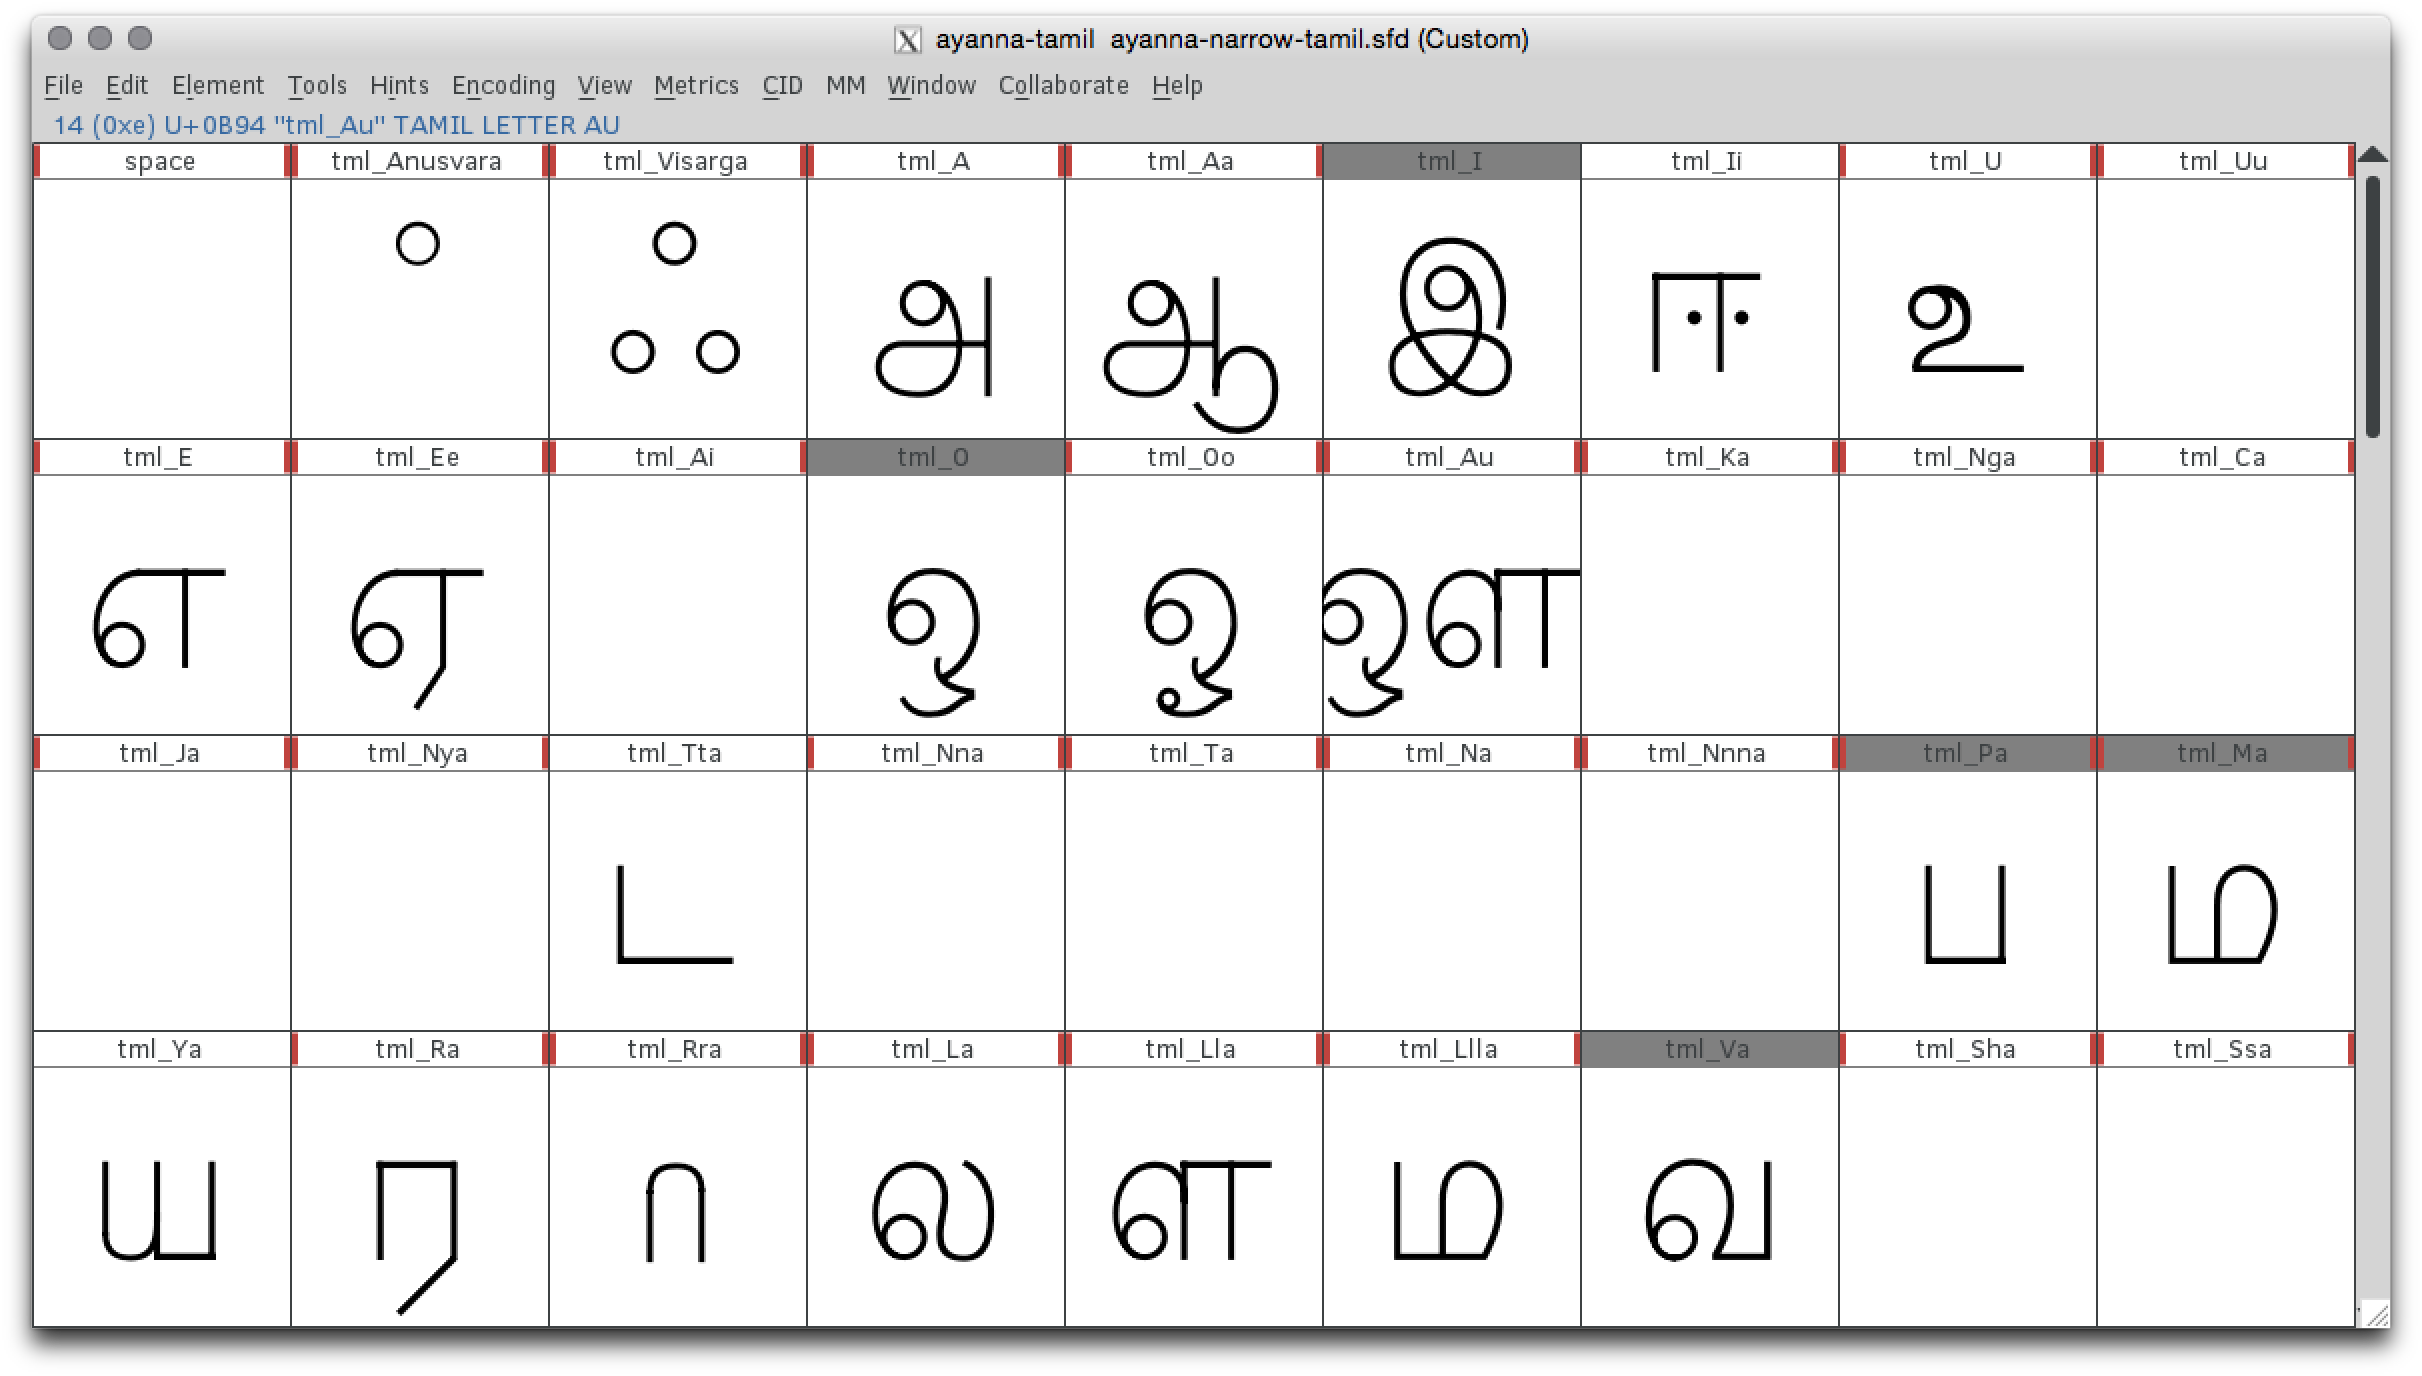 ayanna-tamil ayanna-narrow-tamil.sfd (Custom)
File Edit Element Tools Hints Encoding View Metrics CID MM Window Collaborate Help
14 (0xe) U+0B94 "tml_Au" TAMIL LETTER AU
space tml_Anusvara tml_Visarga tml_A tml_Aa tml_I tml_Ii tml_U tml_Uu
ஂ ஃ அ ஆ இ ஈ உ
tml_E tml_Ee tml_Ai tml_O tml_Oo tml_Au tml_Ka tml_Nga tml_Ca
எ ஏ ஒ ஓ ஔ
tml_Ja tml_Nya tml_Tta tml_Nna tml_Ta tml_Na tml_Nnna tml_Pa tml_Ma
ட ப ம
tml_Ya tml_Ra tml_Rra tml_La tml_Lla tml_Llla tml_Va tml_Sha tml_Ssa
ய ர ல ள ம வ